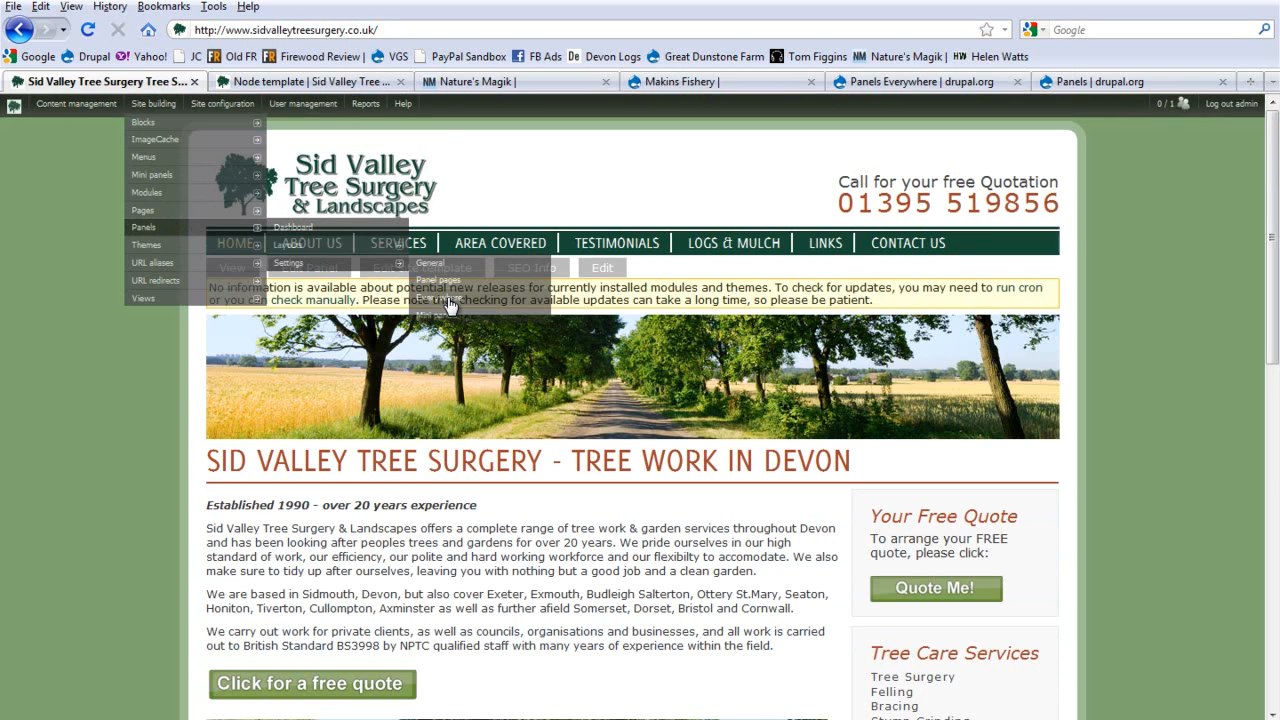 File Edit View History Bookmarks Tools Help
http://www.sidvalleytreesurgery.co.uk/ Google
Google Drupal Yahoo! JC Old FR Firewood Review | VGS PayPal Sandbox FB Ads Devon Logs Great Dunstone Farm Tom Figgins Nature's Magik | Helen Watts
Sid Valley Tree Surgery Tree S... Node template | Sid Valley Tree ... Nature's Magik | Makins Fishery | Panels Everywhere | drupal.org Panels | drupal.org
Content management Site building Site configuration User management Reports Help 0 / 1 Log out admin
Blocks
ImageCache
Menus
Mini panels
Modules
Pages
Panels
Themes
URL aliases
URL redirects
Views
Dashboard
Settings
General
Panel pages
Sid Valley
Tree Surgery
& Landscapes
Call for your free Quotation
01395 519856
HOME ABOUT US SERVICES AREA COVERED TESTIMONIALS LOGS & MULCH LINKS CONTACT US
View Edit Panel SEO Info Edit
No information is available about potential new releases for currently installed modules and themes. To check for updates, you may need to run cron
or you can check manually. Please note that checking for available updates can take a long time, so please be patient.
SID VALLEY TREE SURGERY - TREE WORK IN DEVON
Established 1990 - over 20 years experience
Sid Valley Tree Surgery & Landscapes offers a complete range of tree work & garden services throughout Devon
and has been looking after peoples trees and gardens for over 20 years. We pride ourselves in our high
standard of work, our efficiency, our polite and hard working workforce and our flexibilty to accomodate. We also
make sure to tidy up after ourselves, leaving you with nothing but a good job and a clean garden.
We are based in Sidmouth, Devon, but also cover Exeter, Exmouth, Budleigh Salterton, Ottery St.Mary, Seaton,
Honiton, Tiverton, Cullompton, Axminster as well as further afield Somerset, Dorset, Bristol and Cornwall.
We carry out work for private clients, as well as councils, organisations and businesses, and all work is carried
out to British Standard BS3998 by NPTC qualified staff with many years of experience within the field.
Click for a free quote
Your Free Quote
To arrange your FREE
quote, please click:
Quote Me!
Tree Care Services
Tree Surgery
Felling
Bracing
Stump Grinding